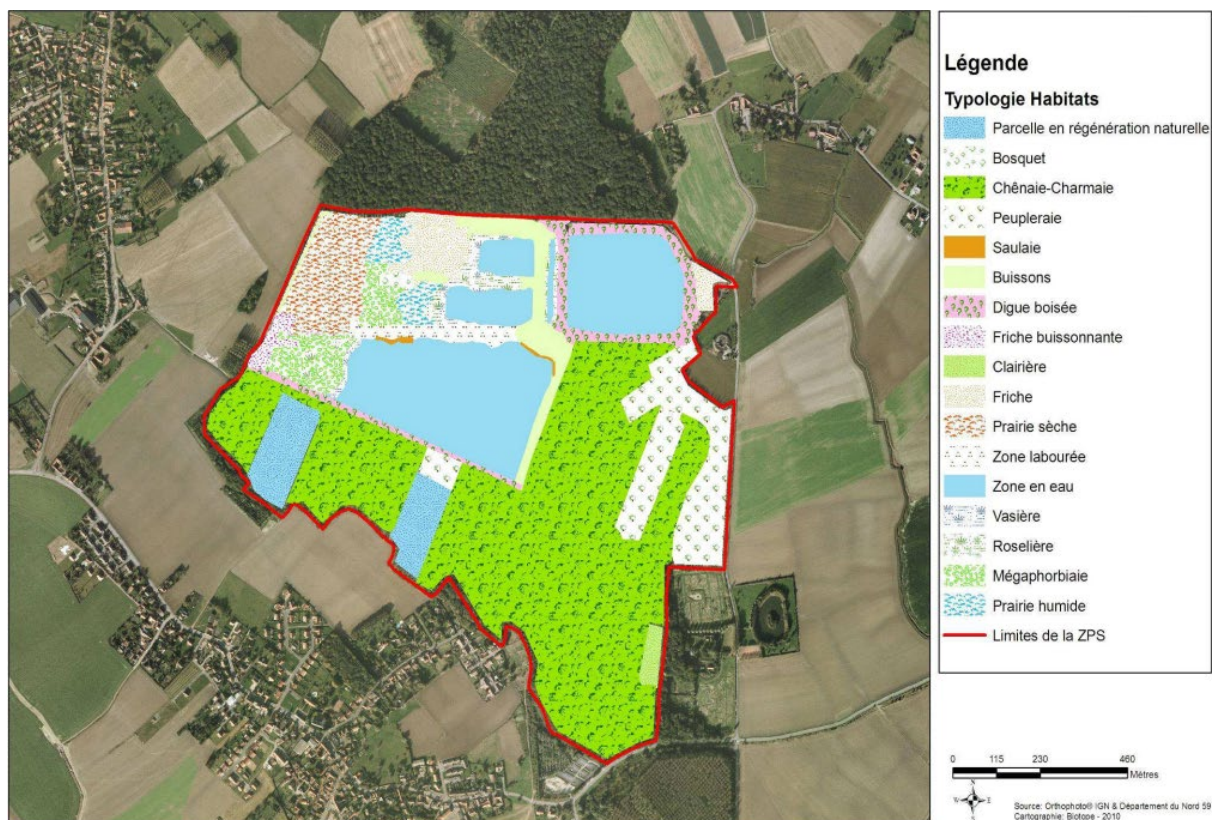 Légende
Typologie Habitats
Parcelle en régénération naturelle
Bosquet
Chênaie-Charmaie
Peupleraie
Saulaie
Buissons
Digue boisée
Friche buissonnante
Clairière
Friche
Prairie sèche
Zone labourée
Zone en eau
Vasière
Roselière
Mégaphorbiaie
Prairie humide
Limites de la ZPS
0 115 230 460
Mètres
N
W E
S
Source: Orthophoto® IGN & Département du Nord 59
Cartographie: Biotope - 2010